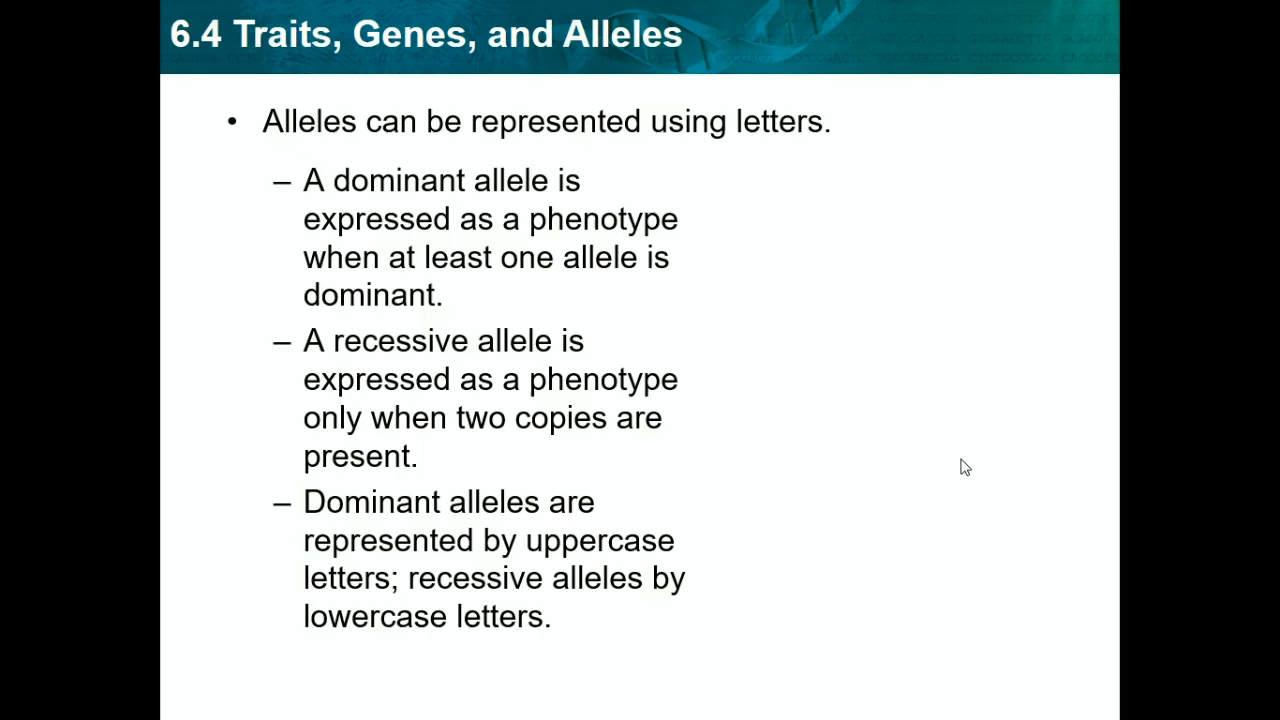 6.4 Traits, Genes, and Alleles
• Alleles can be represented using letters.
– A dominant allele is
expressed as a phenotype
when at least one allele is
dominant.
– A recessive allele is
expressed as a phenotype
only when two copies are
present.
– Dominant alleles are
represented by uppercase
letters; recessive alleles by
lowercase letters.